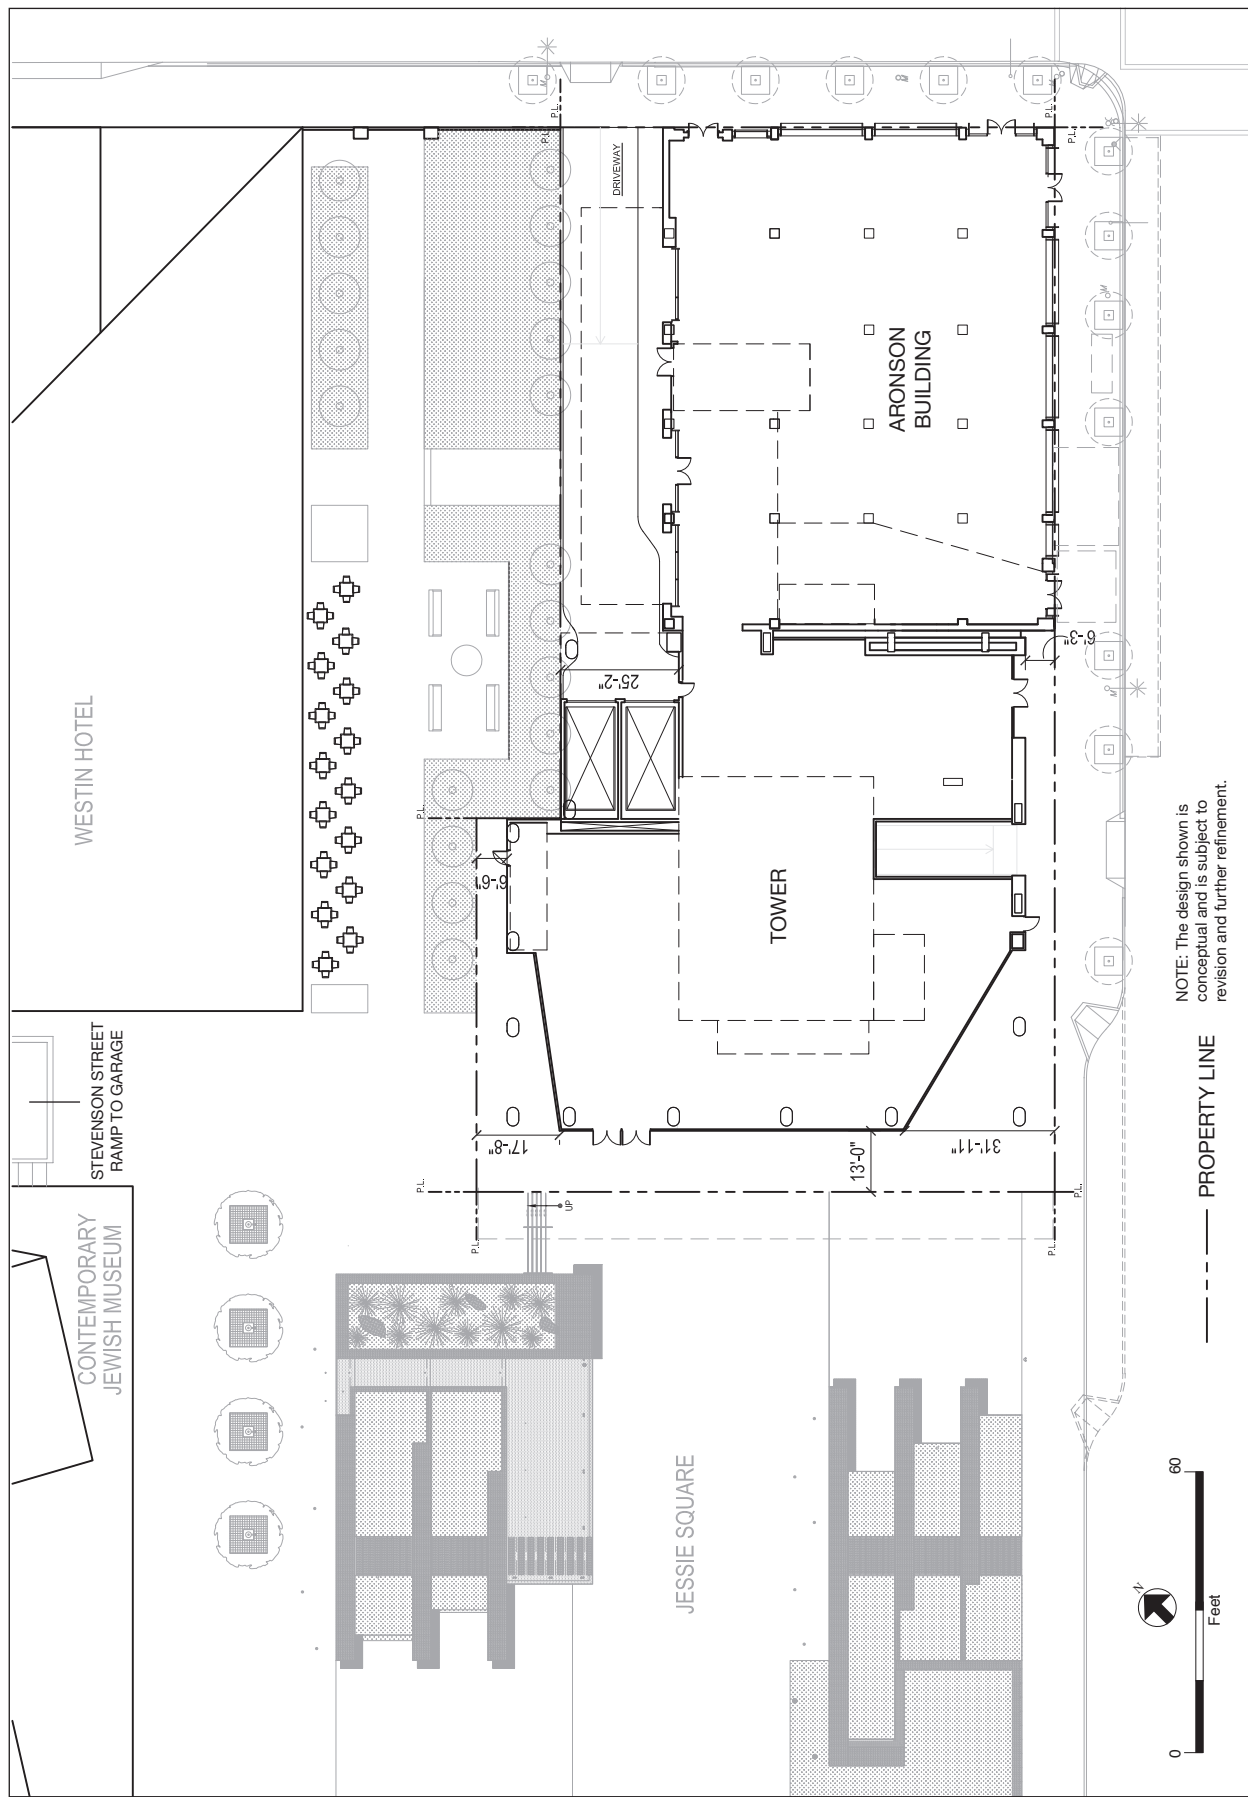 WESTIN HOTEL
STEVENSON STREET
RAMP TO GARAGE
CONTEMPORARY
JEWISH MUSEUM
JESSIE SQUARE
TOWER
ARONSON
BUILDING
DRIVEWAY
P.L.
P.L.
P.L.
P.L.
P.L.
P.L.
P.L.
P.L.
P.L.
25'-2"
6'-3"
6'-6"
17'-8"
13'-0"
31'-11"
UP
NOTE: The design shown is
conceptual and is subject to
revision and further refinement.
PROPERTY LINE
N
0
60
Feet